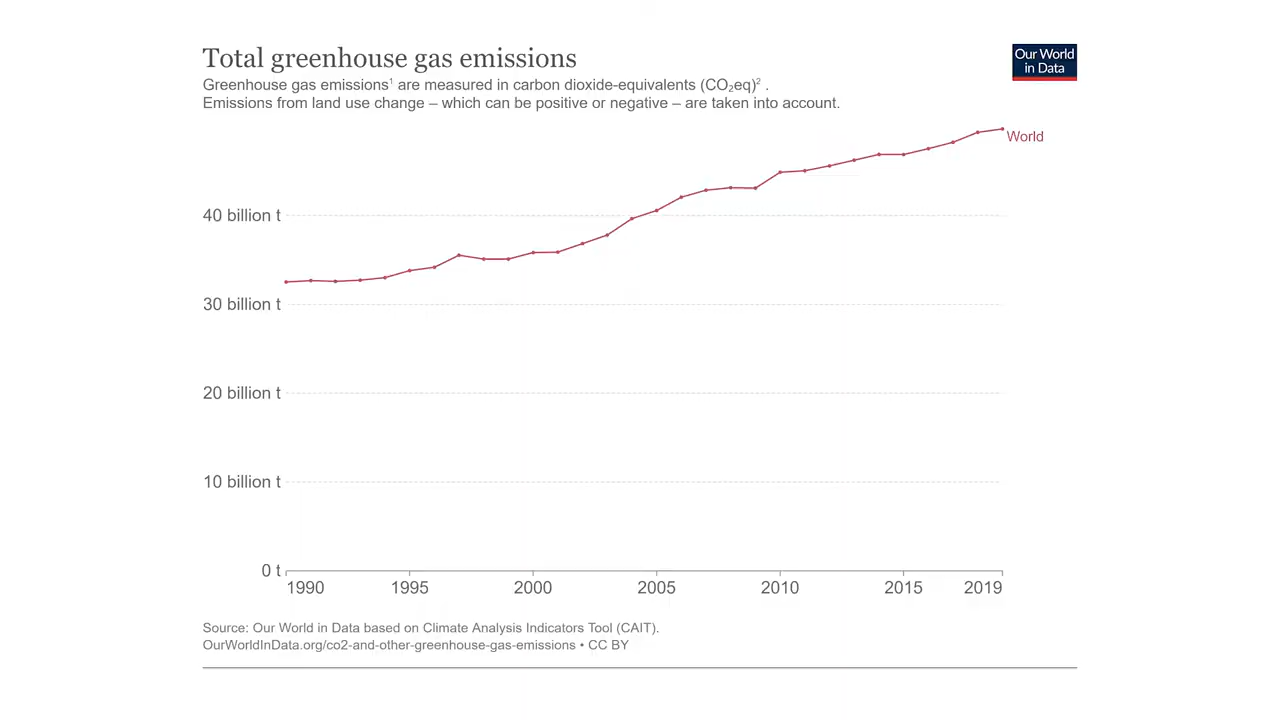 Total greenhouse gas emissions
Our World
in Data
Greenhouse gas emissions¹ are measured in carbon dioxide-equivalents (CO₂eq)² .
Emissions from land use change – which can be positive or negative – are taken into account.
World
40 billion t
30 billion t
20 billion t
10 billion t
0 t
1990 1995 2000 2005 2010 2015 2019
Source: Our World in Data based on Climate Analysis Indicators Tool (CAIT).
OurWorldInData.org/co2-and-other-greenhouse-gas-emissions • CC BY